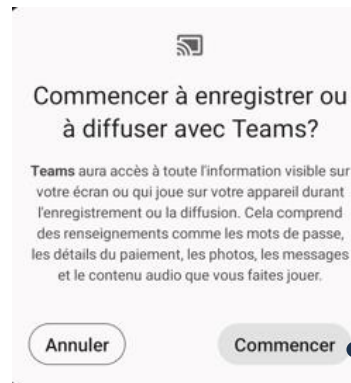 Commencer à enregistrer ou
à diffuser avec Teams?
Teams aura accès à toute l'information visible sur
votre écran ou qui joue sur votre appareil durant
l'enregistrement ou la diffusion. Cela comprend
des renseignements comme les mots de passe,
les détails du paiement, les photos, les messages
et le contenu audio que vous faites jouer.
Annuler Commencer